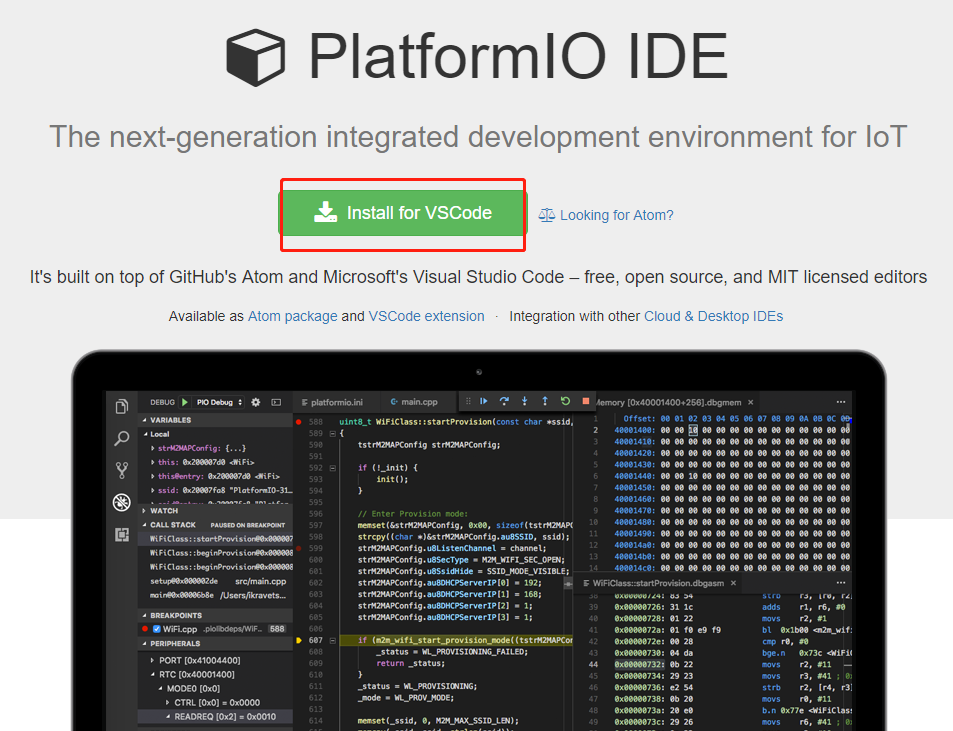 PlatformIO IDE
The next-generation integrated development environment for IoT
Install for VSCode
Looking for Atom?
It's built on top of GitHub's Atom and Microsoft's Visual Studio Code – free, open source, and MIT licensed editors
Available as Atom package and VSCode extension · Integration with other Cloud & Desktop IDEs
DEBUG PIO Debug
VARIABLES
Local
strM2MAPConfig: {...}
this: 0x200007d0 <WiFi>
this@entry: 0x200007d0 <WiFi>
ssid: 0x20007fa8 "PlatformIO-31...
WATCH
CALL STACK PAUSED ON BREAKPOINT
WiFiClass::startProvision@0x000007
WiFiClass::beginProvision@0x000008
WiFiClass::beginProvision@0x000008
setup@0x000002de src/main.cpp
main@0x00006b8e /Users/ikravets...
BREAKPOINTS
WiFi.cpp .piolibdeps/WiF... 588
PERIPHERALS
PORT [0x41004400]
RTC [0x40001400]
MODE0 [0x0]
CTRL [0x0] = 0x0000
READREQ [0x2] = 0x0010
platformio.ini
main.cpp
588 uint8_t WiFiClass::startProvision(const char *ssid,
589 {
590 tstrM2MAPConfig strM2MAPConfig;
591
592 if (!_init) {
593 init();
594 }
595
596 // Enter Provision mode:
597 memset(&strM2MAPConfig, 0x00, sizeof(tstrM2MAPC
598 strcpy((char *)&strM2MAPConfig.au8SSID, ssid);
599 strM2MAPConfig.u8ListenChannel = channel;
600 strM2MAPConfig.u8SecType = M2M_WIFI_SEC_OPEN;
601 strM2MAPConfig.u8SsidHide = SSID_MODE_VISIBLE;
602 strM2MAPConfig.au8DHCPServerIP[0] = 192;
603 strM2MAPConfig.au8DHCPServerIP[1] = 168;
604 strM2MAPConfig.au8DHCPServerIP[2] = 1;
605 strM2MAPConfig.au8DHCPServerIP[3] = 1;
606
607 if (m2m_wifi_start_provision_mode((tstrM2MAPCon
608 _status = WL_PROVISIONING_FAILED;
609 return _status;
610 }
611 _status = WL_PROVISIONING;
612 _mode = WL_PROV_MODE;
613
614 memset(_ssid, 0, M2M_MAX_SSID_LEN);
Memory [0x40001400+256].dbgmem
1 Offset: 00 01 02 03 04 05 06 07 08 09 0A 0B 0C 0D
2 40001400: 00 00 10 00 00 00 00 00 00 00 00 00 00 00
3 40001410: 00 00 00 00 00 00 00 00 00 00 00 00 00 00
4 40001420: 00 00 00 00 00 00 00 00 00 00 00 00 00 00
5 40001430: 00 00 00 00 00 00 00 00 00 00 00 00 00 00
6 40001440: 00 00 10 00 00 00 00 00 00 00 00 00 00 00
7 40001450: 00 00 00 00 00 00 00 00 00 00 00 00 00 00
8 40001460: 00 00 00 00 00 00 00 00 00 00 00 00 00 00
9 40001470: 00 00 00 00 00 00 00 00 00 00 00 00 00 00
10 40001480: 00 00 00 00 00 00 00 00 00 00 00 00 00 00
11 40001490: 00 00 00 00 00 00 00 00 00 00 00 00 00 00
12 400014a0: 00 00 00 00 00 00 00 00 00 00 00 00 00 00
13 400014b0: 00 00 00 00 00 00 00 00 00 00 00 00 00 00
14 400014c0: 00 00 00 00 00 00 00 00 00 00 00 00 00 00
WiFiClass::startProvision.dbgasm
38 0x00000724: 83 54 strb r3, [r0, r2]
39 0x00000726: 31 1c adds r1, r6, #0
40 0x00000728: 01 22 movs r2, #1
41 0x0000072a: 01 f0 e9 f9 bl 0x1b00 <m2m_wif
42 0x0000072e: 00 28 cmp r0, #0
43 0x00000730: 04 da bge.n 0x73c <WiFi
44 0x00000732: 0b 22 movs r2, #11
45 0x00000734: 29 23 movs r3, #41
46 0x00000736: e2 54 strb r2, [r4, r3]
47 0x00000738: 0b 20 movs r0, #11
48 0x0000073a: 20 e0 b.n 0x77e <WiFiClass
49 0x0000073c: 29 26 movs r6, #41